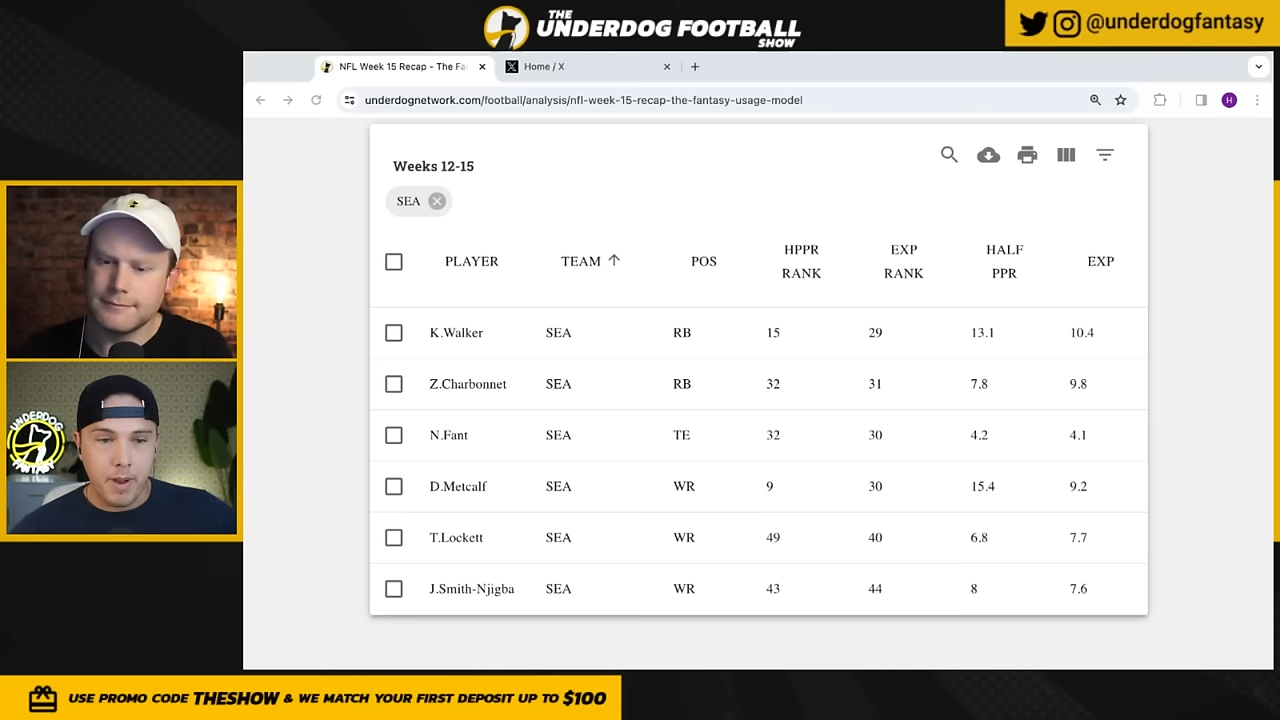 THE
UNDERDOG FOOTBALL
SHOW
@underdogfantasy
NFL Week 15 Recap - The Fa
Home / X
underdognetwork.com/football/analysis/nfl-week-15-recap-the-fantasy-usage-model
H
Weeks 12-15
SEA
PLAYER TEAM POS HPPR RANK EXP RANK HALF PPR EXP
K.Walker SEA RB 15 29 13.1 10.4
Z.Charbonnet SEA RB 32 31 7.8 9.8
N.Fant SEA TE 32 30 4.2 4.1
D.Metcalf SEA WR 9 30 15.4 9.2
T.Lockett SEA WR 49 40 6.8 7.7
J.Smith-Njigba SEA WR 43 44 8 7.6
UNDERDOG
FANTASY
USE PROMO CODE THESHOW & WE MATCH YOUR FIRST DEPOSIT UP TO $100